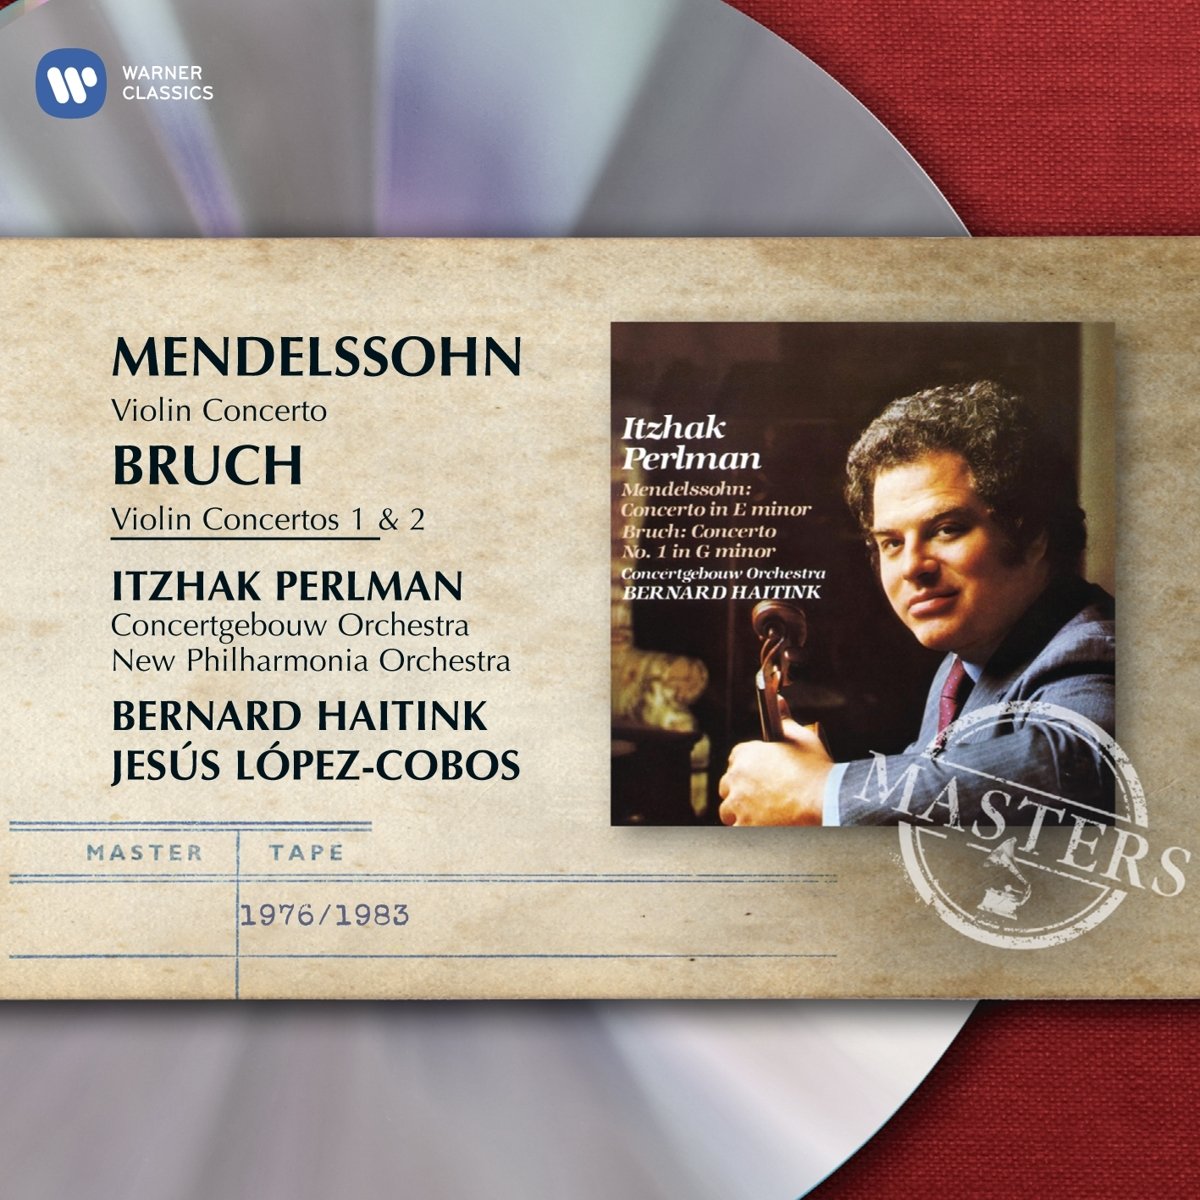 WARNER
CLASSICS
MENDELSSOHN
Violin Concerto
BRUCH
Violin Concertos 1 & 2
ITZHAK PERLMAN
Concertgebouw Orchestra
New Philharmonia Orchestra
BERNARD HAITINK
JESÚS LÓPEZ-COBOS
MASTER TAPE
1976/1983
Itzhak
Perlman
Mendelssohn:
Concerto in E minor
Bruch: Concerto
No. 1 in G minor
Concertgebouw Orchestra
BERNARD HAITINK
MASTERS